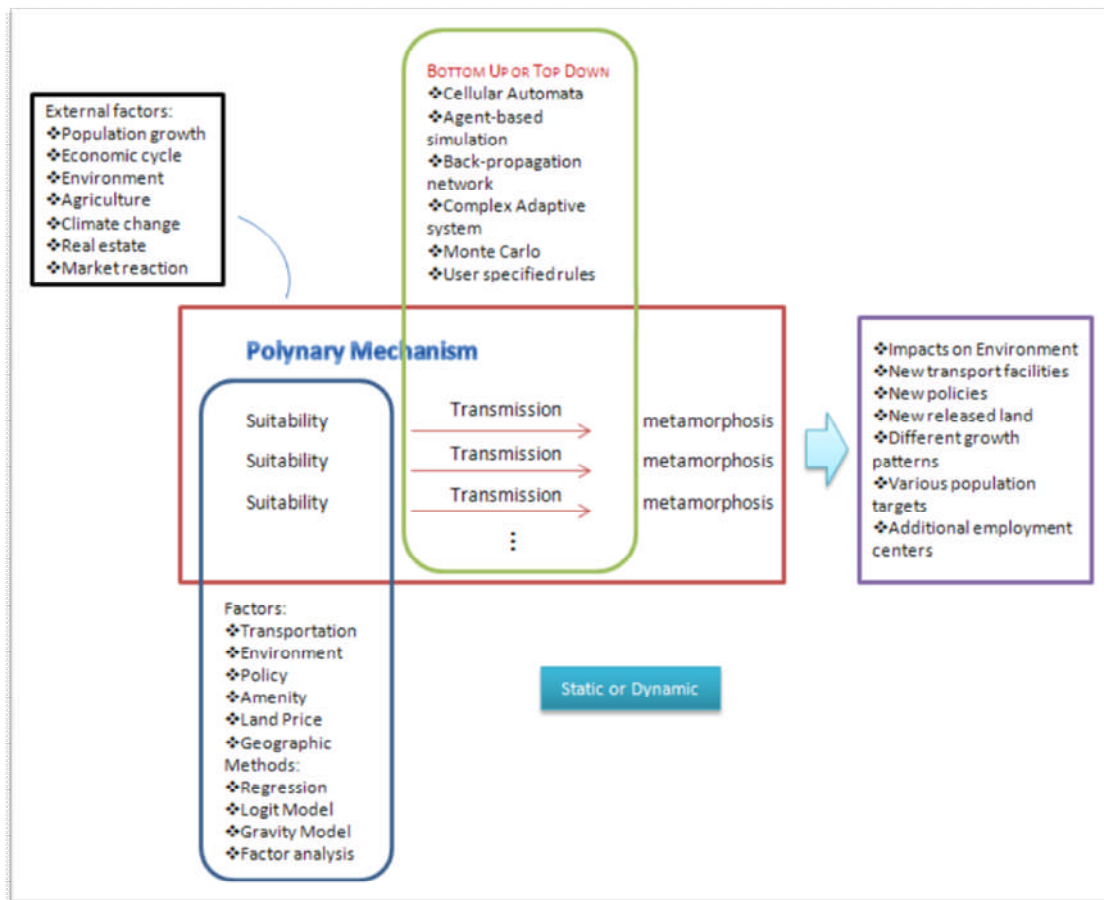 External factors:
❖Population growth
❖Economic cycle
❖Environment
❖Agriculture
❖Climate change
❖Real estate
❖Market reaction
BOTTOM UP OR TOP DOWN
❖Cellular Automata
❖Agent-based
simulation
❖Back-propagation
network
❖Complex Adaptive
system
❖Monte Carlo
❖User specified rules
Polynary Mechanism
Suitability
Transmission
metamorphosis
Suitability
Transmission
metamorphosis
Suitability
Transmission
metamorphosis
⋮
❖Impacts on Environment
❖New transport facilities
❖New policies
❖New released land
❖Different growth
patterns
❖Various population
targets
❖Additional employment
centers
Factors:
❖Transportation
❖Environment
❖Policy
❖Amenity
❖Land Price
❖Geographic
Methods:
❖Regression
❖Logit Model
❖Gravity Model
❖Factor analysis
Static or Dynamic